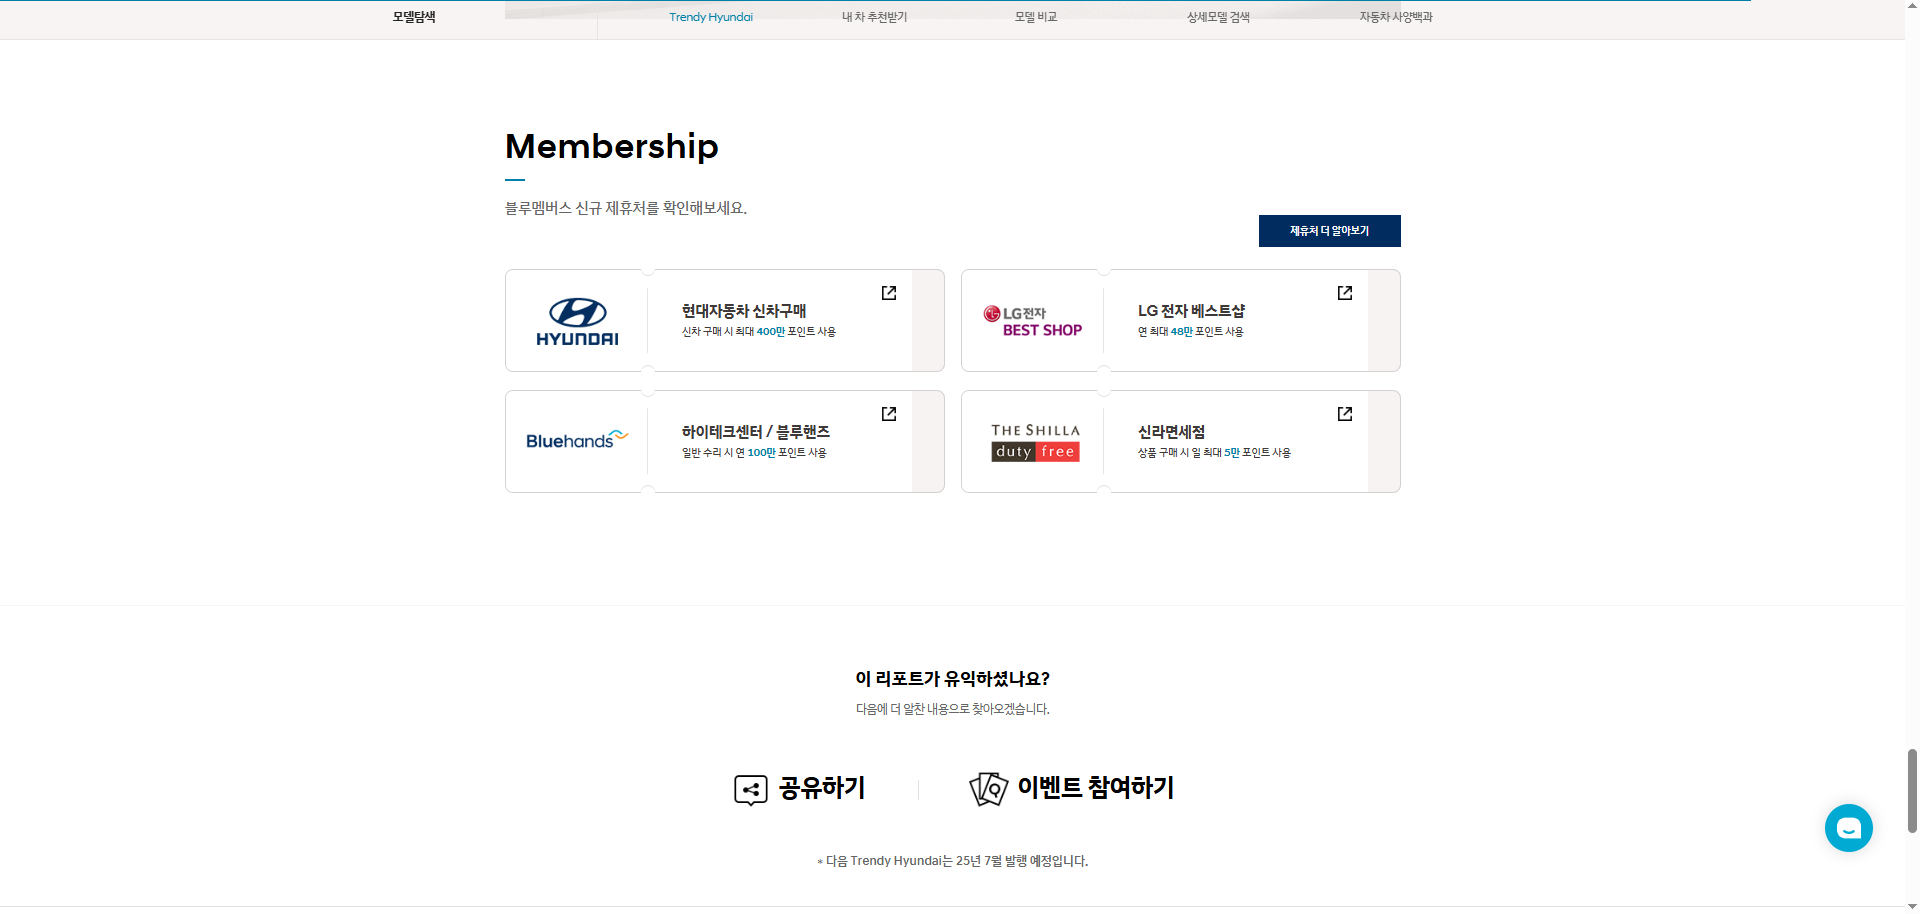 모델탐색
Trendy Hyundai
내 차 추천받기
모델 비교
상세모델 검색
자동차 사양백과
Membership
블루멤버스 신규 제휴처를 확인해보세요.
제휴처 더 알아보기
HYUNDAI
현대자동차 신차구매
신차 구매 시 최대 400만 포인트 사용
LG전자
BEST SHOP
LG 전자 베스트샵
연 최대 48만 포인트 사용
Bluehands
하이테크센터 / 블루핸즈
일반 수리 시 연 100만 포인트 사용
THE SHILLA
duty free
신라면세점
상품 구매 시 일 최대 5만 포인트 사용
이 리포트가 유익하셨나요?
다음에 더 알찬 내용으로 찾아오겠습니다.
공유하기
이벤트 참여하기
* 다음 Trendy Hyundai는 25년 7월 발행 예정입니다.